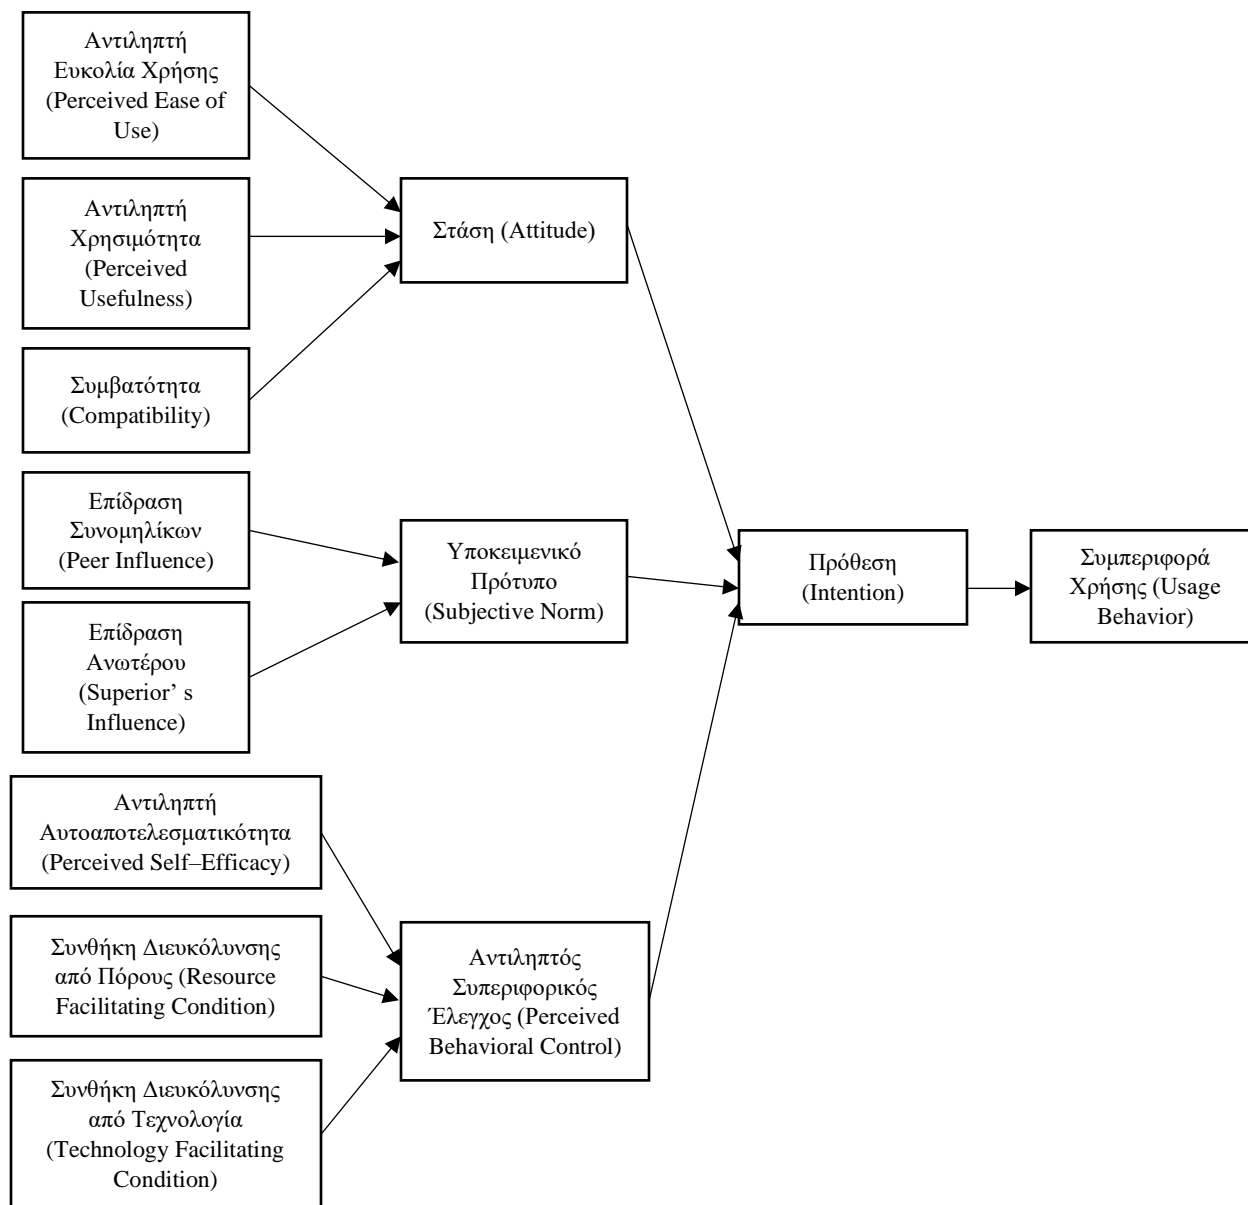 Αντιληπτή
Ευκολία Χρήσης
(Perceived Ease of
Use)
Αντιληπτή
Χρησιμότητα
(Perceived
Usefulness)
Συμβατότητα
(Compatibility)
Στάση (Attitude)
Επίδραση
Συνομηλίκων
(Peer Influence)
Επίδραση
Ανωτέρου
(Superior’ s
Influence)
Υποκειμενικό
Πρότυπο
(Subjective Norm)
Πρόθεση
(Intention)
Συμπεριφορά
Χρήσης (Usage
Behavior)
Αντιληπτή
Αυτοαποτελεσματικότητα
(Perceived Self–Efficacy)
Συνθήκη Διευκόλυνσης
από Πόρους (Resource
Facilitating Condition)
Συνθήκη Διευκόλυνσης
από Τεχνολογία
(Technology Facilitating
Condition)
Αντιληπτός
Συπεριφορικός
Έλεγχος (Perceived
Behavioral Control)